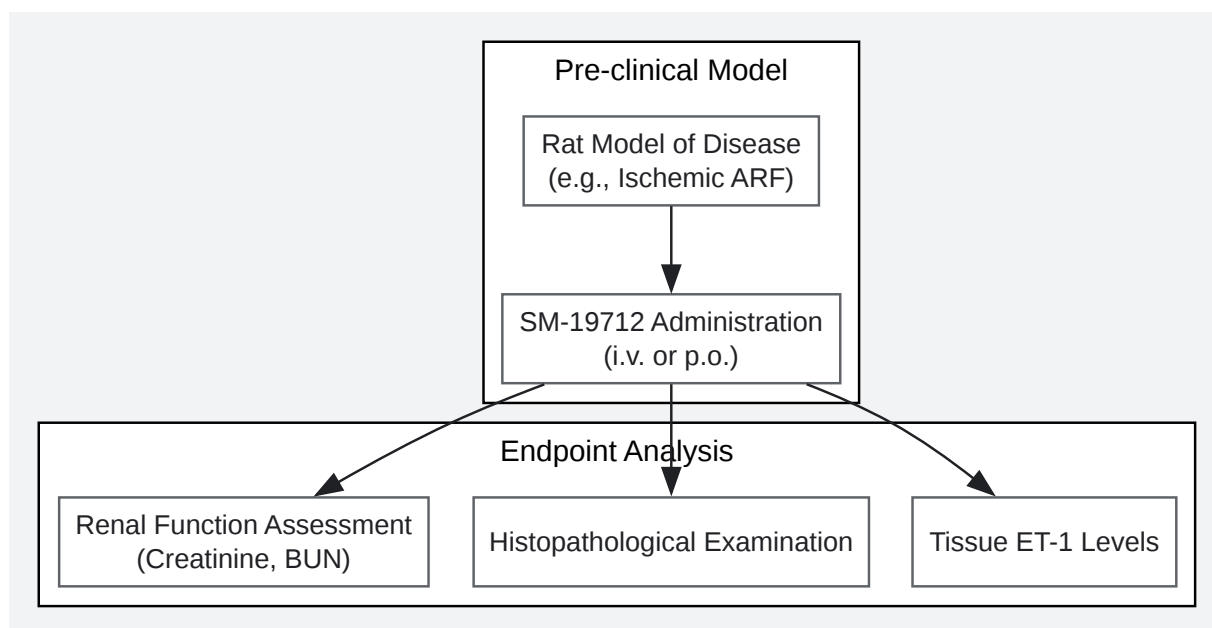 Pre-clinical Model
Rat Model of Disease
(e.g., Ischemic ARF)
SM-19712 Administration
(i.v. or p.o.)
Endpoint Analysis
Renal Function Assessment
(Creatinine, BUN)
Histopathological Examination
Tissue ET-1 Levels